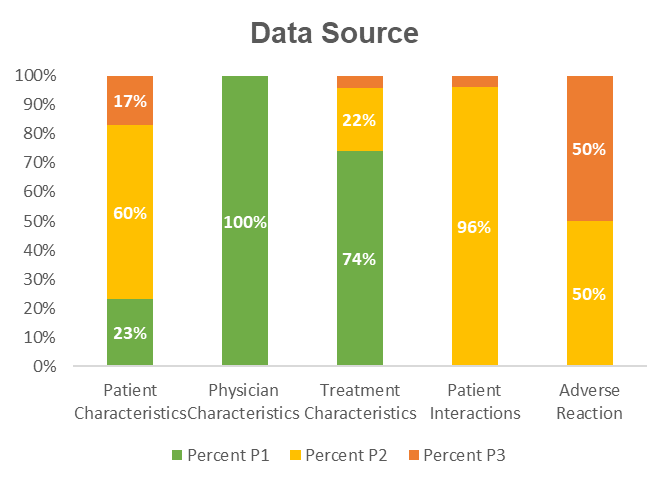 Data Source
100%
90%
80%
70%
60%
50%
40%
30%
20%
10%
0%
17%
60%
23%
100%
22%
74%
96%
50%
50%
Patient Characteristics
Physician Characteristics
Treatment Characteristics
Patient Interactions
Adverse Reaction
Percent P1 Percent P2 Percent P3